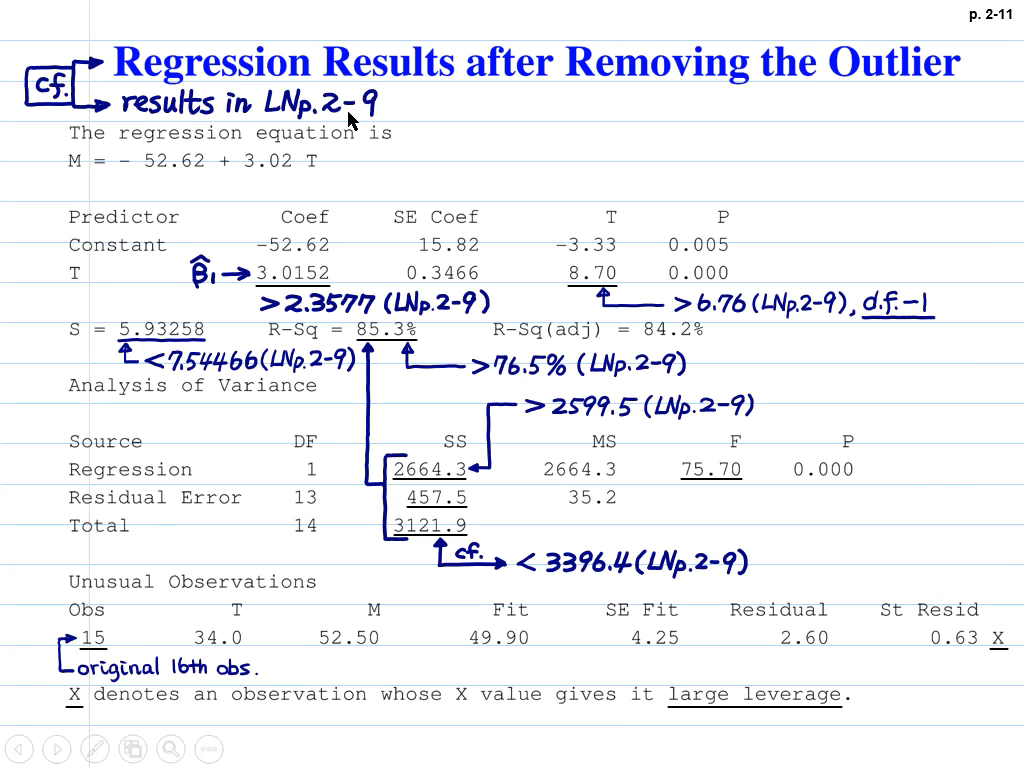 p. 2-11
Regression Results after Removing the Outlier
cf.
results in LNp.2-9
The regression equation is
M = - 52.62 + 3.02 T
Predictor Coef SE Coef T P
Constant -52.62 15.82 -3.33 0.005
T β̂1 → 3.0152 0.3466 8.70 0.000
>2.3577 (LNp.2-9) >6.76 (LNp.2-9), d.f.-1
S = 5.93258 R-Sq = 85.3% R-Sq(adj) = 84.2%
<7.54466 (LNp.2-9) >76.5% (LNp.2-9)
Analysis of Variance
>2599.5 (LNp.2-9)
Source DF SS MS F P
Regression 1 2664.3 2664.3 75.70 0.000
Residual Error 13 457.5 35.2
Total 14 3121.9
cf. < 3396.4 (LNp.2-9)
Unusual Observations
Obs T M Fit SE Fit Residual St Resid
15 34.0 52.50 49.90 4.25 2.60 0.63 X
original 16th obs.
X denotes an observation whose X value gives it large leverage.